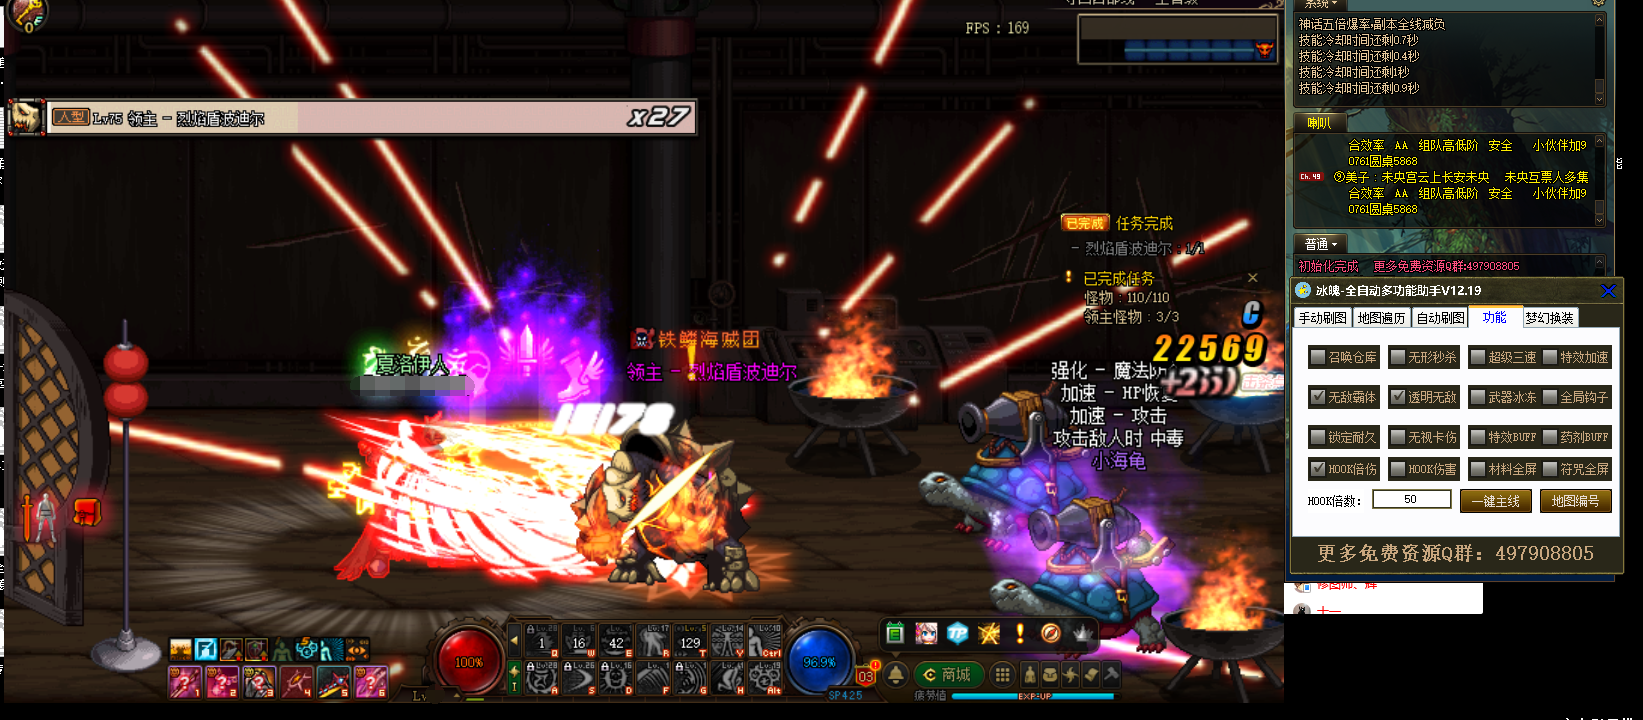 FPS : 169
人型 Lv75 领主 - 烈焰盾波迪尔
x27
已完成 任务完成
- 烈焰盾波迪尔 : 1/1
! 已完成任务
怪物 : 110/110
领主怪物 : 3/3
C
22569
夏洛伊人
铁鳞海贼团
领主 - 烈焰盾波迪尔
加速 - HP恢复
加速 - 攻击
攻击敌人时 中毒
小海龟
100%
96.9%
1
16
42
129
TP
03
商城
SP425
疲劳值
EXP-UP
Lv
系统
神话五倍爆率·副本全线减负
技能冷却时间还剩0.7秒
技能冷却时间还剩0.4秒
技能冷却时间还剩1秒
技能冷却时间还剩0.9秒
喇叭
合效率 AA 组队高低阶 安全 小伙伴加9
0761圆桌5868
Ch.49 ⑨美子 : 未央宫云上长安未央 未央互票人多集
合效率 AA 组队高低阶 安全 小伙伴加9
0761圆桌5868
普通
初始化完成 更多免费资源Q群:497908805
冰魄-全自动多功能助手V12.19
手动刷图 地图遍历 自动刷图 功能 梦幻换装
召唤仓库 无形秒杀 超级三速 特效加速
无敌霸体 透明无敌 武器冰冻 全局钩子
锁定耐久 无视卡伤 特效BUFF 药剂BUFF
HOOK倍伤 HOOK伤害 材料全屏 符咒全屏
HOOK倍数: 50 一键主线 地图编号
更多免费资源Q群: 497908805